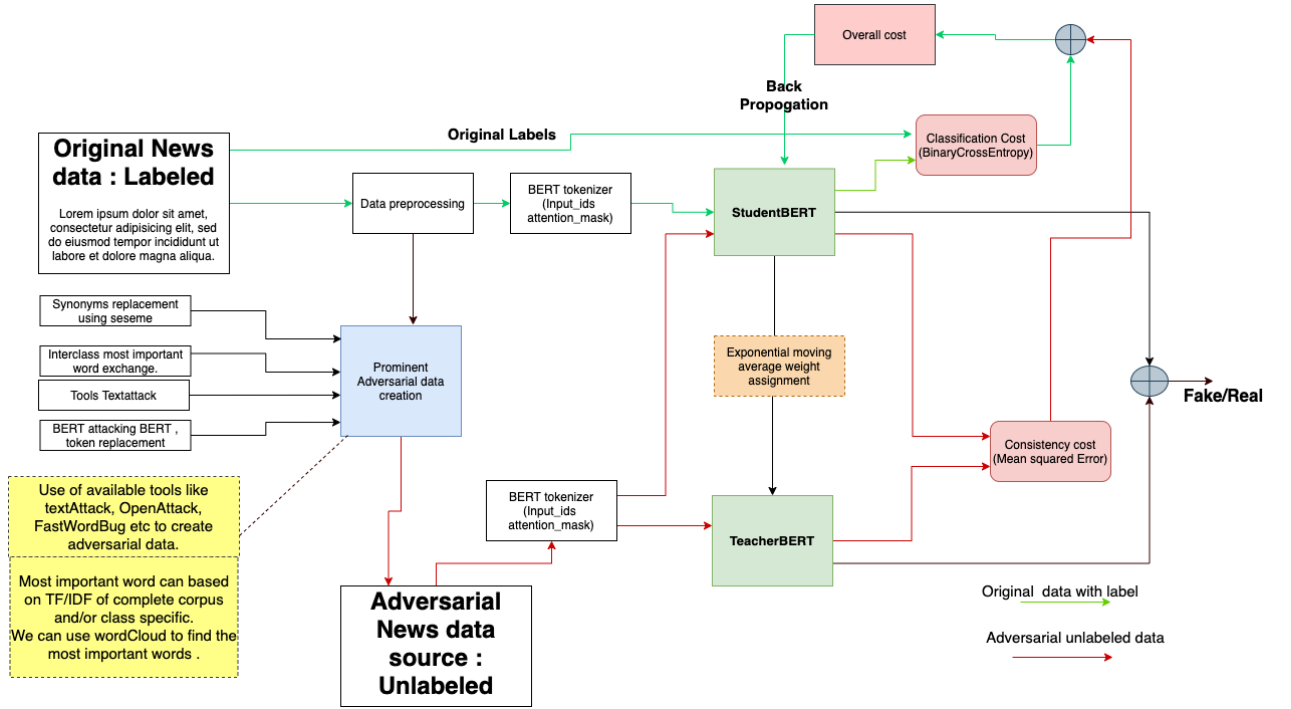 Overall cost
Back
Propogation
Original Labels
Classification Cost
(BinaryCrossEntropy)
Original News
data : Labeled
Lorem ipsum dolor sit amet,
consectetur adipisicing elit, sed
do eiusmod tempor incididunt ut
labore et dolore magna aliqua.
Data preprocessing
BERT tokenizer
(Input_ids
attention_mask)
StudentBERT
Synonyms replacement
using seseme
Interclass most important
word exchange.
Tools Textattack
BERT attacking BERT ,
token replacement
Prominent
Adversarial data
creation
Exponential moving
average weight
assignment
Fake/Real
Consistency cost
(Mean squared Error)
Use of available tools like
textAttack, OpenAttack,
FastWordBug etc to create
adversarial data.
BERT tokenizer
(Input_ids
attention_mask)
TeacherBERT
Most important word can based
on TF/IDF of complete corpus
and/or class specific.
We can use wordCloud to find the
most important words .
Adversarial
News data
source :
Unlabeled
Original data with label
Adversarial unlabeled data